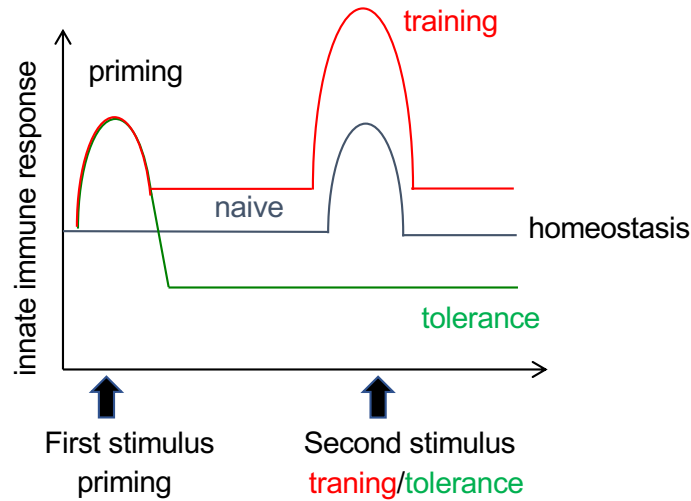 training
priming
innate immune response
naive
homeostasis
tolerance
First stimulus
priming
Second stimulus
traning/tolerance